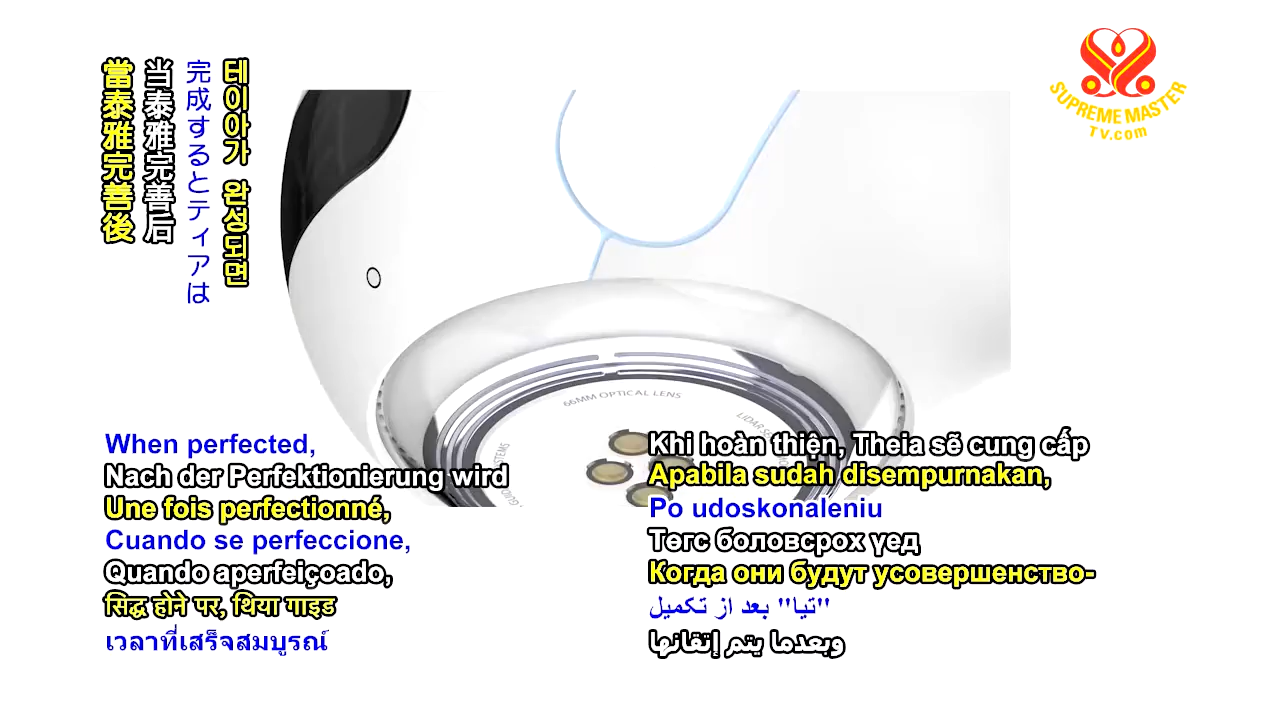 當泰雅完善後
当泰雅完善后
完成するとティアは
테이아가 완성되면
SUPREME MASTER
TV.com
66MM OPTICAL LENS
LIDAR
When perfected,
Nach der Perfektionierung wird
Une fois perfectionné,
Cuando se perfeccione,
Quando aperfeiçoado,
सिद्ध होने पर, थिया गाइड
เวลาที่เสร็จสมบูรณ์
Khi hoàn thiện, Theia sẽ cung cấp
Apabila sudah disempurnakan,
Po udoskonaleniu
Төгс боловсрох үед
Когда они будут усовершенство-
"تیا" بعد از تکمیل
وبعدما يتم إتقانها